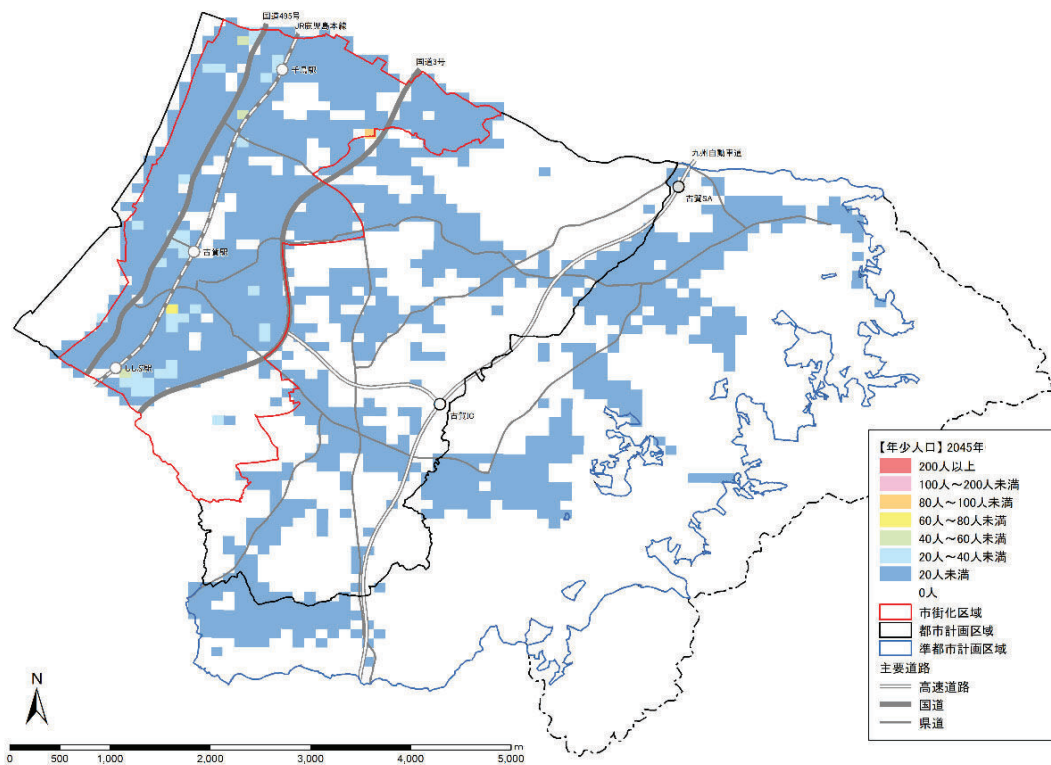 国道495号
JR鹿児島本線
千鳥駅
国道3号
九州自動車道
古賀SA
古賀駅
ししぶ駅
古賀IC
【年少人口】2045年
200人以上
100人～200人未満
80人～100人未満
60人～80人未満
40人～60人未満
20人～40人未満
20人未満
0人
市街化区域
都市計画区域
準都市計画区域
主要道路
高速道路
国道
県道
N
0 500 1,000 2,000 3,000 4,000 5,000 m